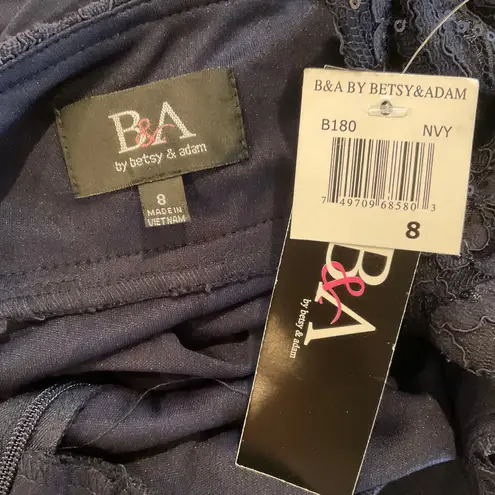 B&A
by betsy & adam
8
MADE IN
VIETNAM
B&A BY BETSY&ADAM
B180 NVY
7 49709 68580 3
8
B&A
by betsy & adam